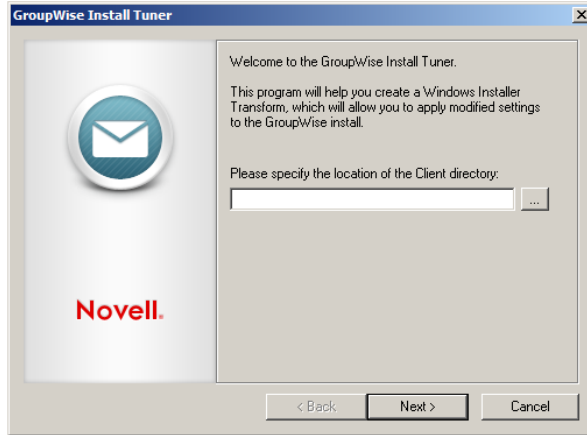 GroupWise Install Tuner
Welcome to the GroupWise Install Tuner.
This program will help you create a Windows Installer
Transform, which will allow you to apply modified settings
to the GroupWise install.
Please specify the location of the Client directory:
...
Novell.
< Back
Next >
Cancel